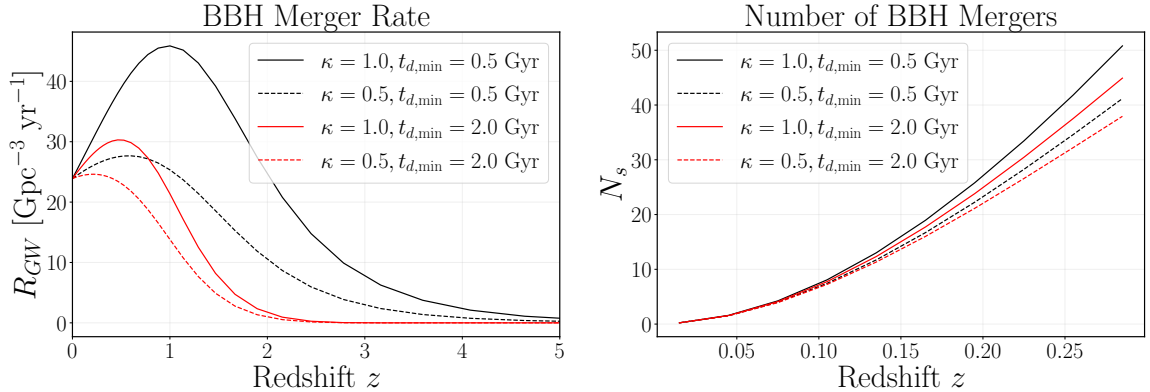 BBH Merger Rate
R_{GW} [Gpc^{−3} yr^{−1}]
40
30
20
10
0
κ = 1.0, t_{d,min} = 0.5 Gyr
κ = 0.5, t_{d,min} = 0.5 Gyr
κ = 1.0, t_{d,min} = 2.0 Gyr
κ = 0.5, t_{d,min} = 2.0 Gyr
0 1 2 3 4 5
Redshift z
Number of BBH Mergers
N_s
50
40
30
20
10
0
κ = 1.0, t_{d,min} = 0.5 Gyr
κ = 0.5, t_{d,min} = 0.5 Gyr
κ = 1.0, t_{d,min} = 2.0 Gyr
κ = 0.5, t_{d,min} = 2.0 Gyr
0.05 0.10 0.15 0.20 0.25
Redshift z